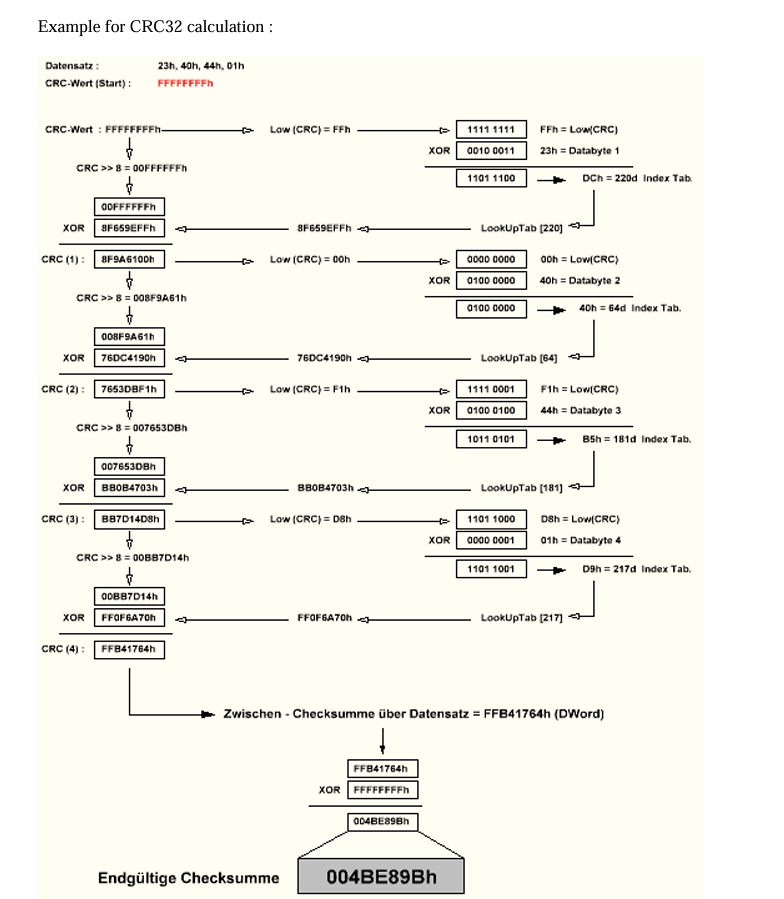 Example for CRC32 calculation :
Datensatz : 23h, 40h, 44h, 01h
CRC-Wert (Start) : FFFFFFFFh
CRC-Wert : FFFFFFFFh Low (CRC) = FFh 1111 1111 FFh = Low(CRC)
XOR 0010 0011 23h = Databyte 1
CRC >> 8 = 00FFFFFFh
1101 1100 DCh = 220d Index Tab.
00FFFFFFh
XOR 8F659EFFh 8F659EFFh LookUpTab [220]
CRC (1) : 8F9A6100h Low (CRC) = 00h 0000 0000 00h = Low(CRC)
XOR 0100 0000 40h = Databyte 2
CRC >> 8 = 008F9A61h
0100 0000 40h = 64d Index Tab.
008F9A61h
XOR 76DC4190h 76DC4190h LookUpTab [64]
CRC (2) : 7653DBF1h Low (CRC) = F1h 1111 0001 F1h = Low(CRC)
XOR 0100 0100 44h = Databyte 3
CRC >> 8 = 007653DBh
1011 0101 B5h = 181d Index Tab.
007653DBh
XOR BB0B4703h BB0B4703h LookUpTab [181]
CRC (3) : BB7D14D8h Low (CRC) = D8h 1101 1000 D8h = Low(CRC)
XOR 0000 0001 01h = Databyte 4
CRC >> 8 = 00BB7D14h
1101 1001 D9h = 217d Index Tab.
00BB7D14h
XOR FF0F6A70h FF0F6A70h LookUpTab [217]
CRC (4) : FFB41764h
Zwischen - Checksumme über Datensatz = FFB41764h (DWord)
FFB41764h
XOR FFFFFFFFh
004BE89Bh
Endgültige Checksumme 004BE89Bh